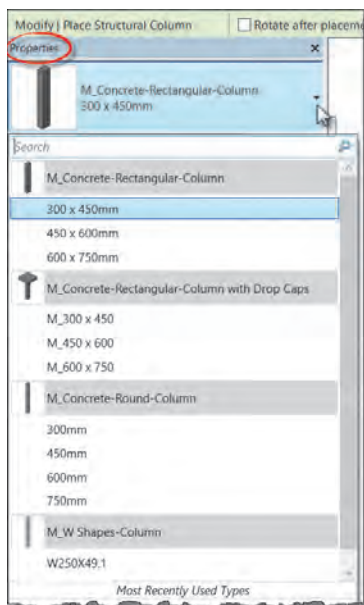 Modify | Place Structural Column
Rotate after placeme
Properties
M_Concrete-Rectangular-Column
300 x 450mm
Search
M_Concrete-Rectangular-Column
300 x 450mm
450 x 600mm
600 x 750mm
M_Concrete-Rectangular-Column with Drop Caps
M_300 x 450
M_450 x 600
M_600 x 750
M_Concrete-Round-Column
300mm
450mm
600mm
750mm
M_W Shapes-Column
W250X49.1
Most Recently Used Types